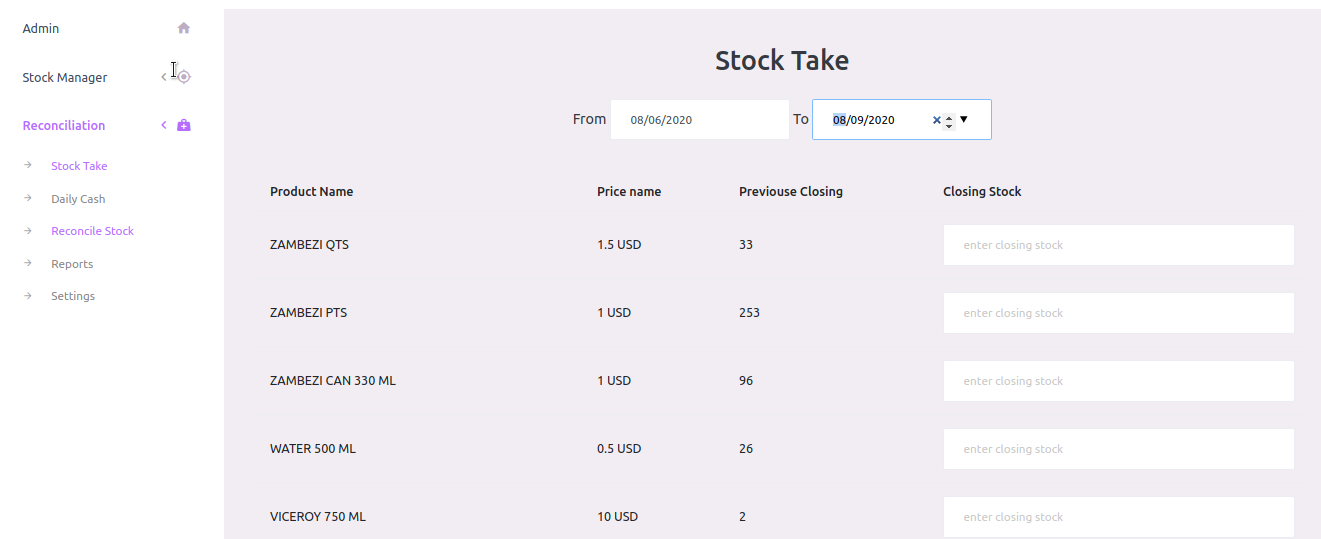 Admin
Stock Manager
Reconciliation
Stock Take
Daily Cash
Reconcile Stock
Reports
Settings
Stock Take
From 08/06/2020 To 08/09/2020
Product Name Price name Previouse Closing Closing Stock
ZAMBEZI QTS 1.5 USD 33 enter closing stock
ZAMBEZI PTS 1 USD 253 enter closing stock
ZAMBEZI CAN 330 ML 1 USD 96 enter closing stock
WATER 500 ML 0.5 USD 26 enter closing stock
VICEROY 750 ML 10 USD 2 enter closing stock